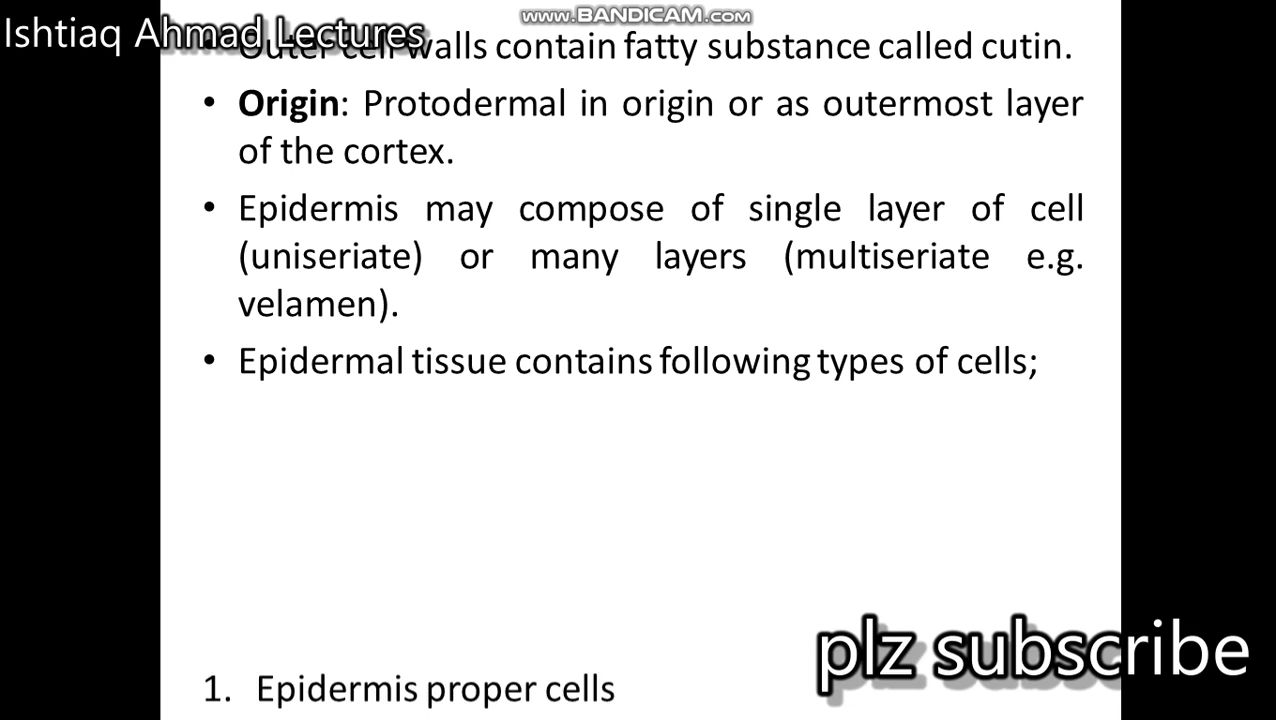 www.BANDICAM.com
Ishtiaq Ahmad Lectures
• Outer cell walls contain fatty substance called cutin.
• Origin: Protodermal in origin or as outermost layer
of the cortex.
• Epidermis may compose of single layer of cell
(uniseriate) or many layers (multiseriate e.g.
velamen).
• Epidermal tissue contains following types of cells;
plz subscribe
1. Epidermis proper cells